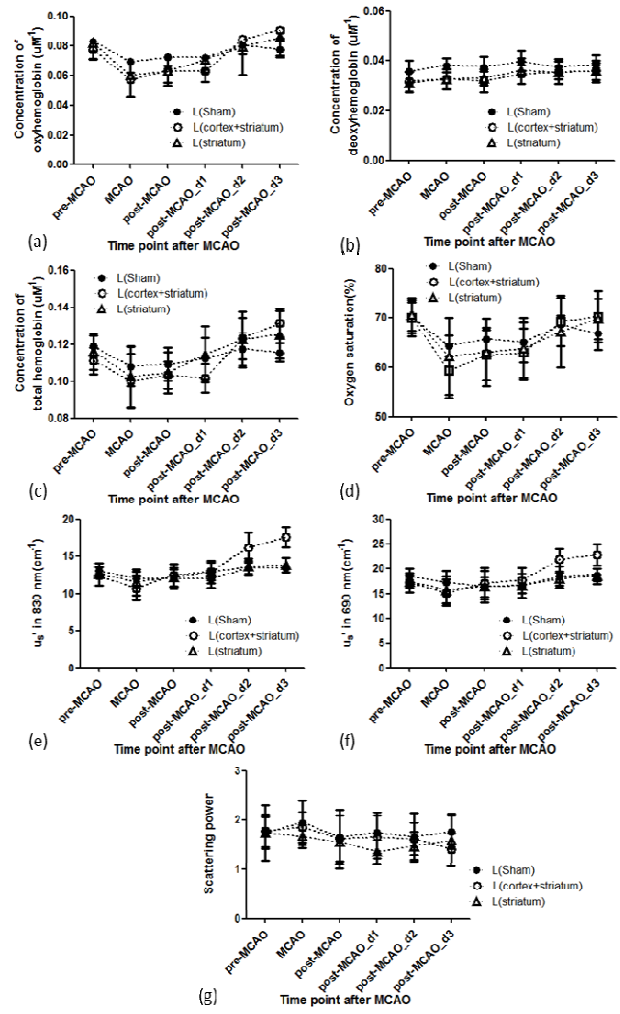 Concentration of
oxyhemoglobin (uM⁻¹)
0.10
0.08
0.06
0.04
0.02
0.00
L(Sham)
L(cortex+striatum)
L(striatum)
pre-MCAO
MCAO
post-MCAO
post-MCAO_d1
post-MCAO_d2
post-MCAO_d3
(a)
Time point after MCAO
Concentration of
deoxyhemoglobin (uM⁻¹)
0.06
0.04
0.02
0.00
L(Sham)
L(cortex+striatum)
L(striatum)
pre-MCAO
MCAO
post-MCAO
post-MCAO_d1
post-MCAO_d2
post-MCAO_d3
(b)
Time point after MCAO
Concentration of
total hemoglobin (uM⁻¹)
0.16
0.14
0.12
0.10
0.08
L(Sham)
L(cortex+striatum)
L(striatum)
pre-MCAO
MCAO
post-MCAO
post-MCAO_d1
post-MCAO_d2
post-MCAO_d3
(c)
Time point after MCAO
Oxygen saturation(%)
80
70
60
50
L(Sham)
L(cortex+striatum)
L(striatum)
pre-MCAO
MCAO
post-MCAO
post-MCAO_d1
post-MCAO_d2
post-MCAO_d3
(d)
Time point after MCAO
us' in 830 nm(cm⁻¹)
20
15
10
5
0
L(Sham)
L(cortex+striatum)
L(striatum)
pre-MCAO
MCAO
post-MCAO
post-MCAO_d1
post-MCAO_d2
post-MCAO_d3
(e)
Time point after MCAO
us' in 690 nm(cm⁻¹)
30
25
20
15
10
5
0
L(Sham)
L(cortex+striatum)
L(striatum)
pre-MCAO
MCAO
post-MCAO
post-MCAO_d1
post-MCAO_d2
post-MCAO_d3
(f)
Time point after MCAO
Scattering power
3
2
1
0
L(Sham)
L(cortex+striatum)
L(striatum)
pre-MCAO
MCAO
post-MCAO
post-MCAO_d1
post-MCAO_d2
post-MCAO_d3
(g)
Time point after MCAO